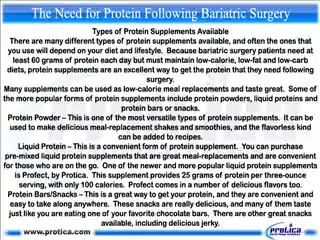 The Need for Protein Following Bariatric Surgery
Types of Protein Supplements Available
There are many different types of protein supplements available, and often the ones that
you use will depend on your diet and lifestyle.  Because bariatric surgery patients need at
least 60 grams of protein each day but must maintain low-calorie, low-fat and low-carb
diets, protein supplements are an excellent way to get the protein that they need following
surgery.
Many supplements can be used as low-calorie meal replacements and taste great.  Some of
the more popular forms of protein supplements include protein powders, liquid proteins and
protein bars or snacks.
Protein Powder – This is one of the most versatile types of protein supplements.  It can be
used to make delicious meal-replacement shakes and smoothies, and the flavorless kind
can be added to recipes.
Liquid Protein – This is a convenient form of protein supplement.  You can purchase
pre-mixed liquid protein supplements that are great meal-replacements and are convenient
for those who are on the go.  One of the newer and more popular liquid protein supplements
is Profect, by Protica.  This supplement provides 25 grams of protein per three-ounce
serving, with only 100 calories.  Profect comes in a number of delicious flavors too.
Protein Bars/Snacks – This is a great way to get your protein, and they are convenient and
easy to take along anywhere.  These snacks are really delicious, and many of them taste
just like you are eating one of your favorite chocolate bars.  There are other great snacks
available, including delicious jerky.
www.protica.com
protica